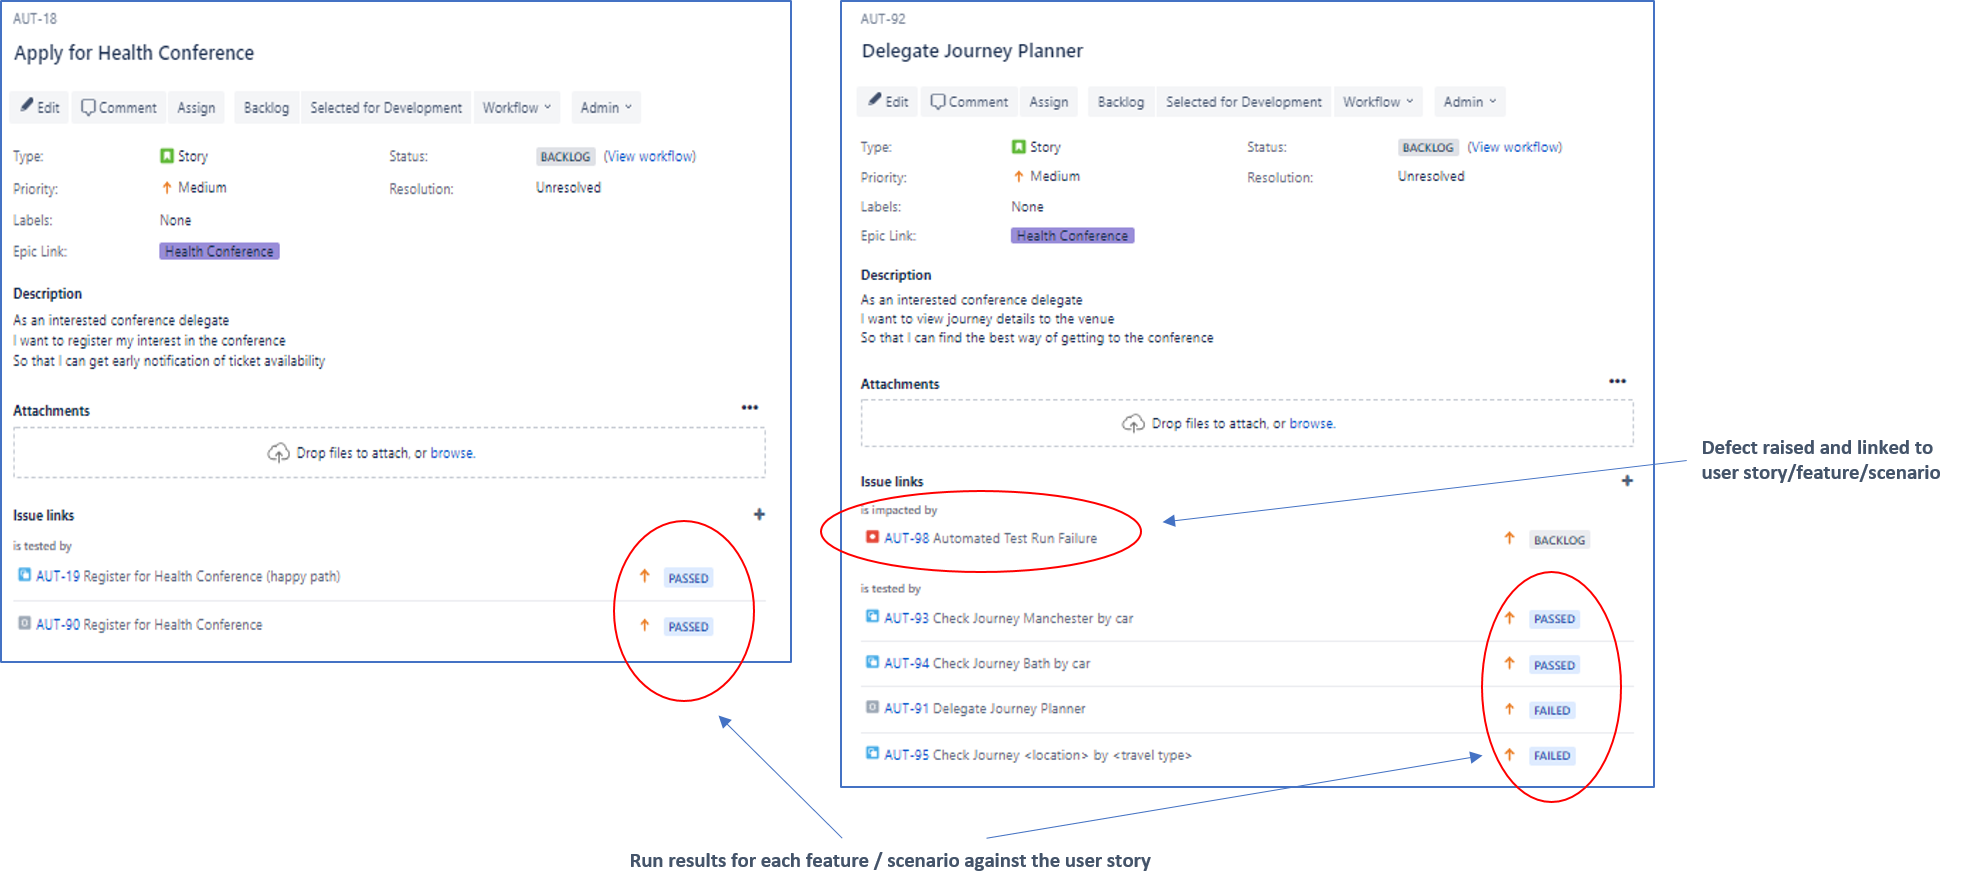 AUT-18
Apply for Health Conference
Edit Comment Assign Backlog Selected for Development Workflow Admin
Type: Story Status: BACKLOG (View workflow)
Priority: Medium Resolution: Unresolved
Labels: None
Epic Link: Health Conference
Description
As an interested conference delegate
I want to register my interest in the conference
So that I can get early notification of ticket availability
Attachments •••
Drop files to attach, or browse.
Issue links +
is tested by
AUT-19 Register for Health Conference (happy path) PASSED
AUT-90 Register for Health Conference PASSED
AUT-92
Delegate Journey Planner
Edit Comment Assign Backlog Selected for Development Workflow Admin
Type: Story Status: BACKLOG (View workflow)
Priority: Medium Resolution: Unresolved
Labels: None
Epic Link: Health Conference
Description
As an interested conference delegate
I want to view journey details to the venue
So that I can find the best way of getting to the conference
Attachments •••
Drop files to attach, or browse.
Issue links +
is impacted by
AUT-98 Automated Test Run Failure BACKLOG
is tested by
AUT-93 Check Journey Manchester by car PASSED
AUT-94 Check Journey Bath by car PASSED
AUT-91 Delegate Journey Planner FAILED
AUT-95 Check Journey <location> by <travel type> FAILED
Defect raised and linked to
user story/feature/scenario
Run results for each feature / scenario against the user story